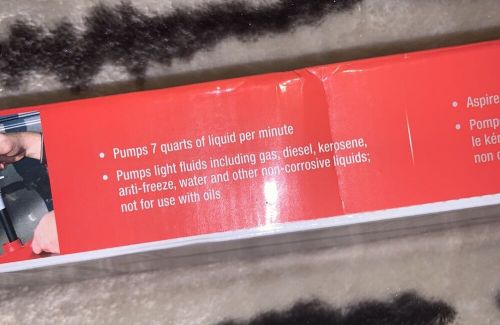 • Pumps 7 quarts of liquid per minute
• Pumps light fluids including gas, diesel, kerosene,
anti-freeze, water and other non-corrosive liquids;
not for use with oils
• Aspire
• Pomp
le kér
non c